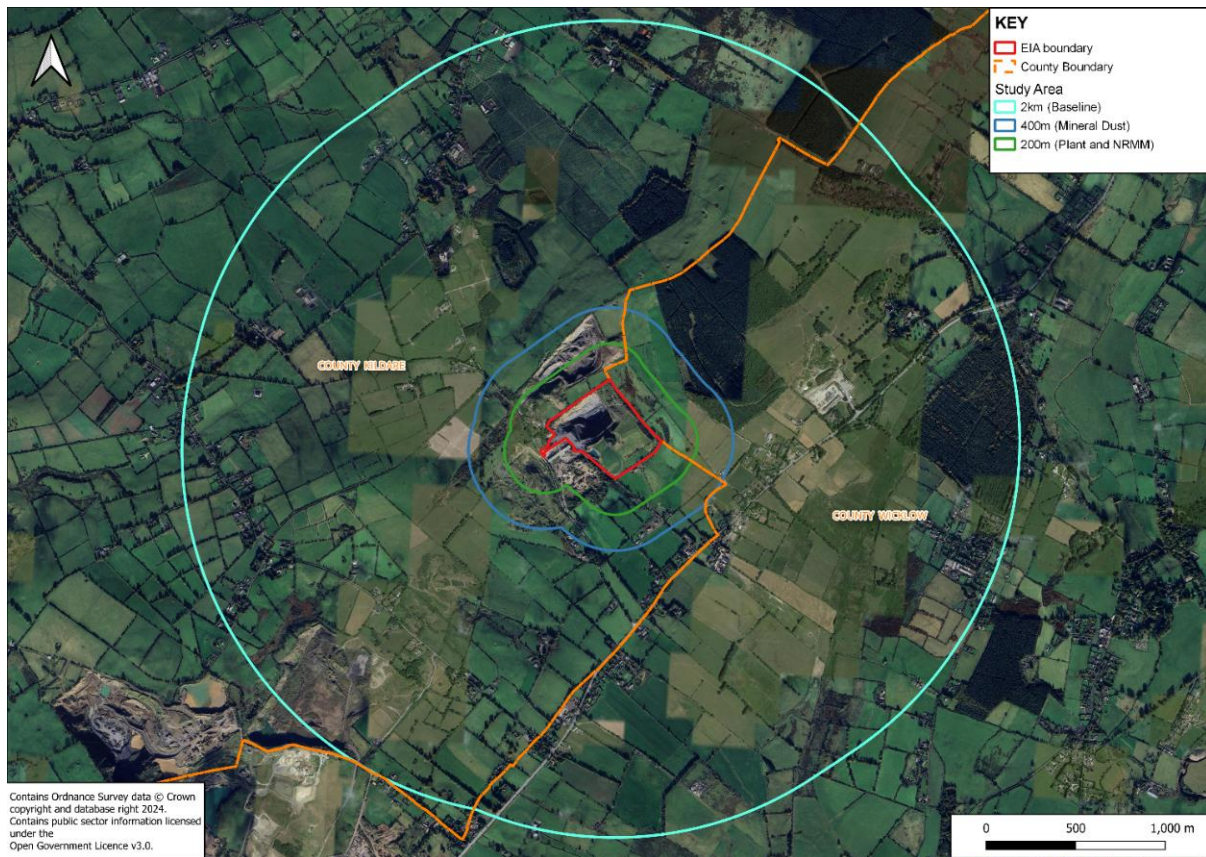 KEY
EIA boundary
County Boundary
Study Area
2km (Baseline)
400m (Mineral Dust)
200m (Plant and NRMM)
COUNTY KILDARE
COUNTY WICKLOW
Contains Ordnance Survey data © Crown
copyright and database right 2024.
Contains public sector information licensed
under the
Open Government Licence v3.0.
0 500 1,000 m